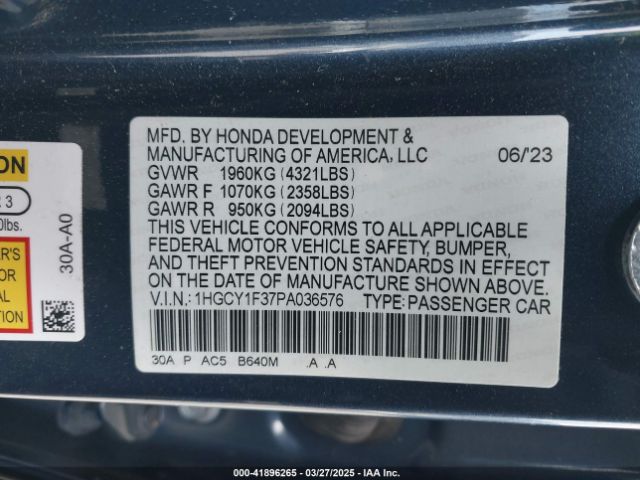 MFD. BY HONDA DEVELOPMENT &
MANUFACTURING OF AMERICA, LLC 06/'23
GVWR 1960KG (4321LBS)
GAWR F 1070KG (2358LBS)
GAWR R 950KG (2094LBS)
THIS VEHICLE CONFORMS TO ALL APPLICABLE
FEDERAL MOTOR VEHICLE SAFETY, BUMPER,
AND THEFT PREVENTION STANDARDS IN EFFECT
ON THE DATE OF MANUFACTURE SHOWN ABOVE.
V.I.N.: 1HGCY1F37PA036576 TYPE: PASSENGER CAR
30A P AC5 B640M .A .A
30A-A0
3
lbs.
41896265 - 03/27/2025 - IAA Inc.